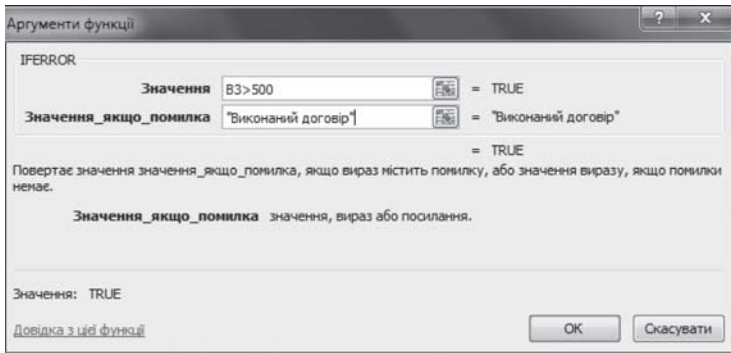 Аргументи функції
IFERROR
Значення B3>500 = TRUE
Значення_якщо_помилка "Виконаний договір" = "Виконаний договір"
= TRUE
Повертає значення значення_якщо_помилка, якщо вираз містить помилку, або значення виразу, якщо помилки
немає.
Значення_якщо_помилка значення, вираз або посилання.
Значення: TRUE
Довідка з цієї функції
OK
Скасувати